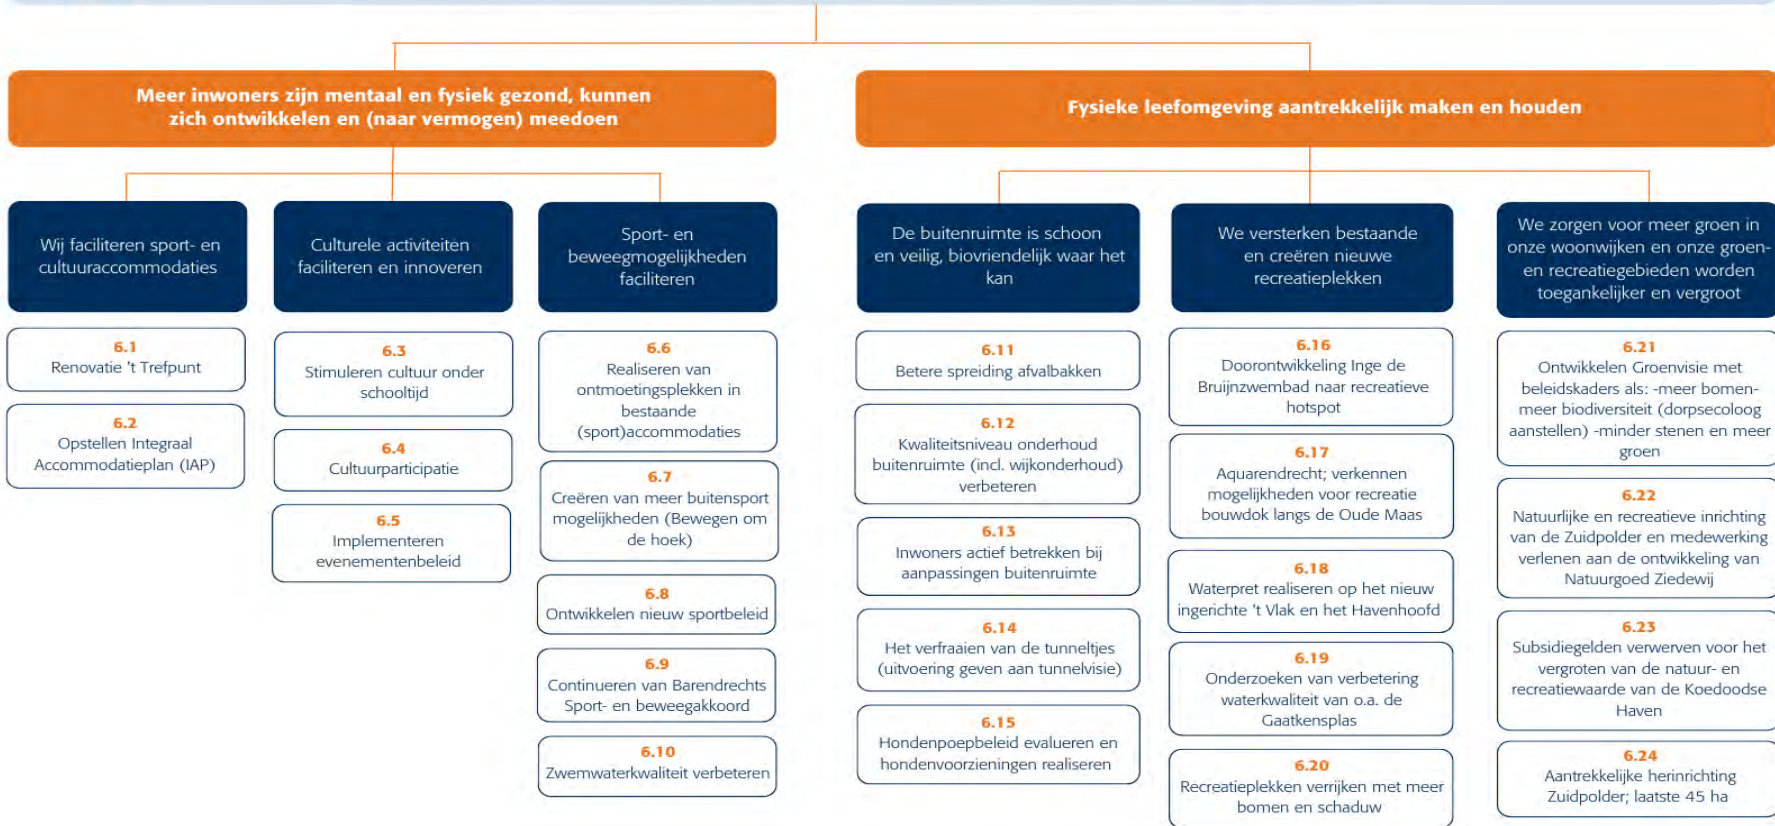 Meer inwoners zijn mentaal en fysiek gezond, kunnen
zich ontwikkelen en (naar vermogen) meedoen
Wij faciliteren sport- en
cultuuraccommodaties
6.1
Renovatie 't Trefpunt
6.2
Opstellen Integraal
Accommodatieplan (IAP)
Culturele activiteiten
faciliteren en innoveren
6.3
Stimuleren cultuur onder
schooltijd
6.4
Cultuurparticipatie
6.5
Implementeren
evenementenbeleid
Sport- en
beweegmogelijkheden
faciliteren
6.6
Realiseren van
ontmoetingsplekken in
bestaande
(sport)accommodaties
6.7
Creëren van meer buitensport
mogelijkheden (Bewegen om
de hoek)
6.8
Ontwikkelen nieuw sportbeleid
6.9
Continueren van Barendrechts
Sport- en beweegakkoord
6.10
Zwemwaterkwaliteit verbeteren
Fysieke leefomgeving aantrekkelijk maken en houden
De buitenruimte is schoon
en veilig, biovriendelijk waar het
kan
6.11
Betere spreiding afvalbakken
6.12
Kwaliteitsniveau onderhoud
buitenruimte (incl. wijkonderhoud)
verbeteren
6.13
Inwoners actief betrekken bij
aanpassingen buitenruimte
6.14
Het verfraaien van de tunneltjes
(uitvoering geven aan tunnelvisie)
6.15
Hondenpoepbeleid evalueren en
hondenvoorzieningen realiseren
We versterken bestaande
en creëren nieuwe
recreatieplekken
6.16
Doorontwikkeling Inge de
Bruijnzwembad naar recreatieve
hotspot
6.17
Aquarendrecht; verkennen
mogelijkheden voor recreatie
bouwdok langs de Oude Maas
6.18
Waterpret realiseren op het nieuw
ingerichte 't Vlak en het Havenhoofd
6.19
Onderzoeken van verbetering
waterkwaliteit van o.a. de
Gaatkensplas
6.20
Recreatieplekken verrijken met meer
bomen en schaduw
We zorgen voor meer groen in
onze woonwijken en onze groen-
en recreatiegebieden worden
toegankelijker en vergroot
6.21
Ontwikkelen Groenvisie met
beleidskaders als: -meer bomen-
meer biodiversiteit (dorpsecoloog
aanstellen) -minder stenen en meer
groen
6.22
Natuurlijke en recreatieve inrichting
van de Zuidpolder en medewerking
verlenen aan de ontwikkeling van
Natuurgoed Ziedewij
6.23
Subsidiegelden verwerven voor het
vergroten van de natuur- en
recreatiewaarde van de Koedoodse
Haven
6.24
Aantrekkelijke herinrichting
Zuidpolder; laatste 45 ha